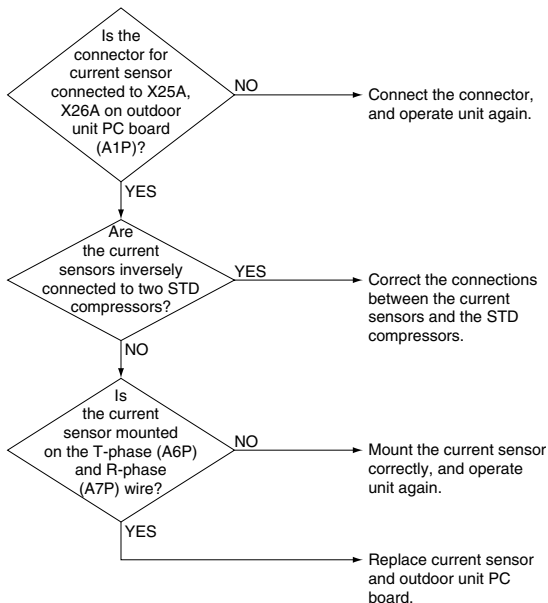 Is the
connector for
current sensor
connected to X25A,
X26A on outdoor
unit PC board
(A1P)?
NO
Connect the connector,
and operate unit again.
YES
Are
the current
sensors inversely
connected to two STD
compressors?
YES
Correct the connections
between the current
sensors and the STD
compressors.
NO
Is
the current
sensor mounted
on the T-phase (A6P)
and R-phase
(A7P) wire?
NO
Mount the current sensor
correctly, and operate
unit again.
YES
Replace current sensor
and outdoor unit PC
board.